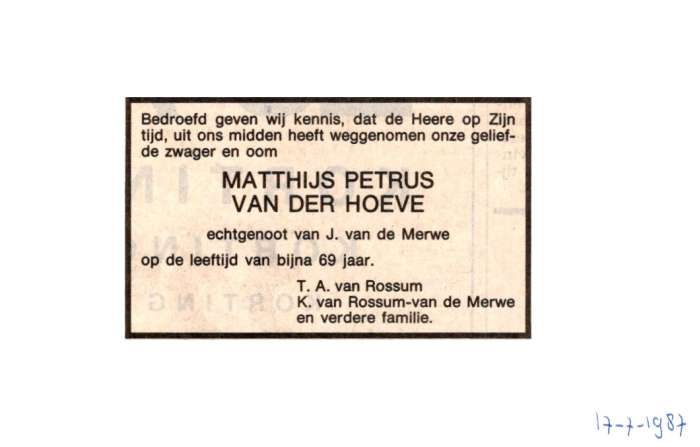 Bedroefd geven wij kennis, dat de Heere op Zijn
tijd, uit ons midden heeft weggenomen onze gelief-
de zwager en oom
MATTHIJS PETRUS
VAN DER HOEVE
echtgenoot van J. van de Merwe
op de leeftijd van bijna 69 jaar.
T. A. van Rossum
K. van Rossum-van de Merwe
en verdere familie.
17-7-1987